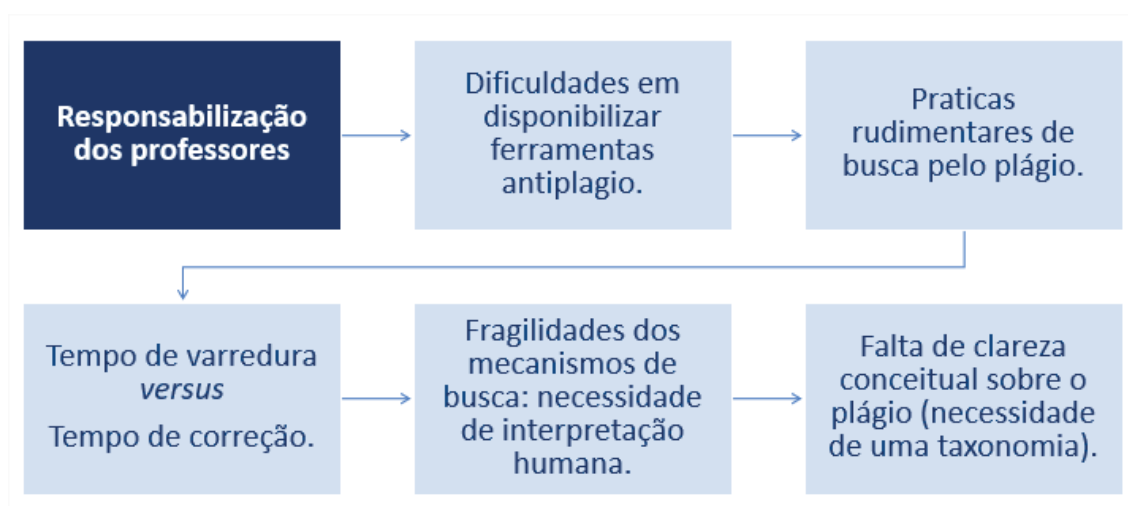 Responsabilização
dos professores
Dificuldades em
disponibilizar
ferramentas
antiplagio.
Praticas
rudimentares de
busca pelo plágio.
Tempo de varredura
versus
Tempo de correção.
Fragilidades dos
mecanismos de
busca: necessidade
de interpretação
humana.
Falta de clareza
conceitual sobre o
plágio (necessidade
de uma taxonomia).